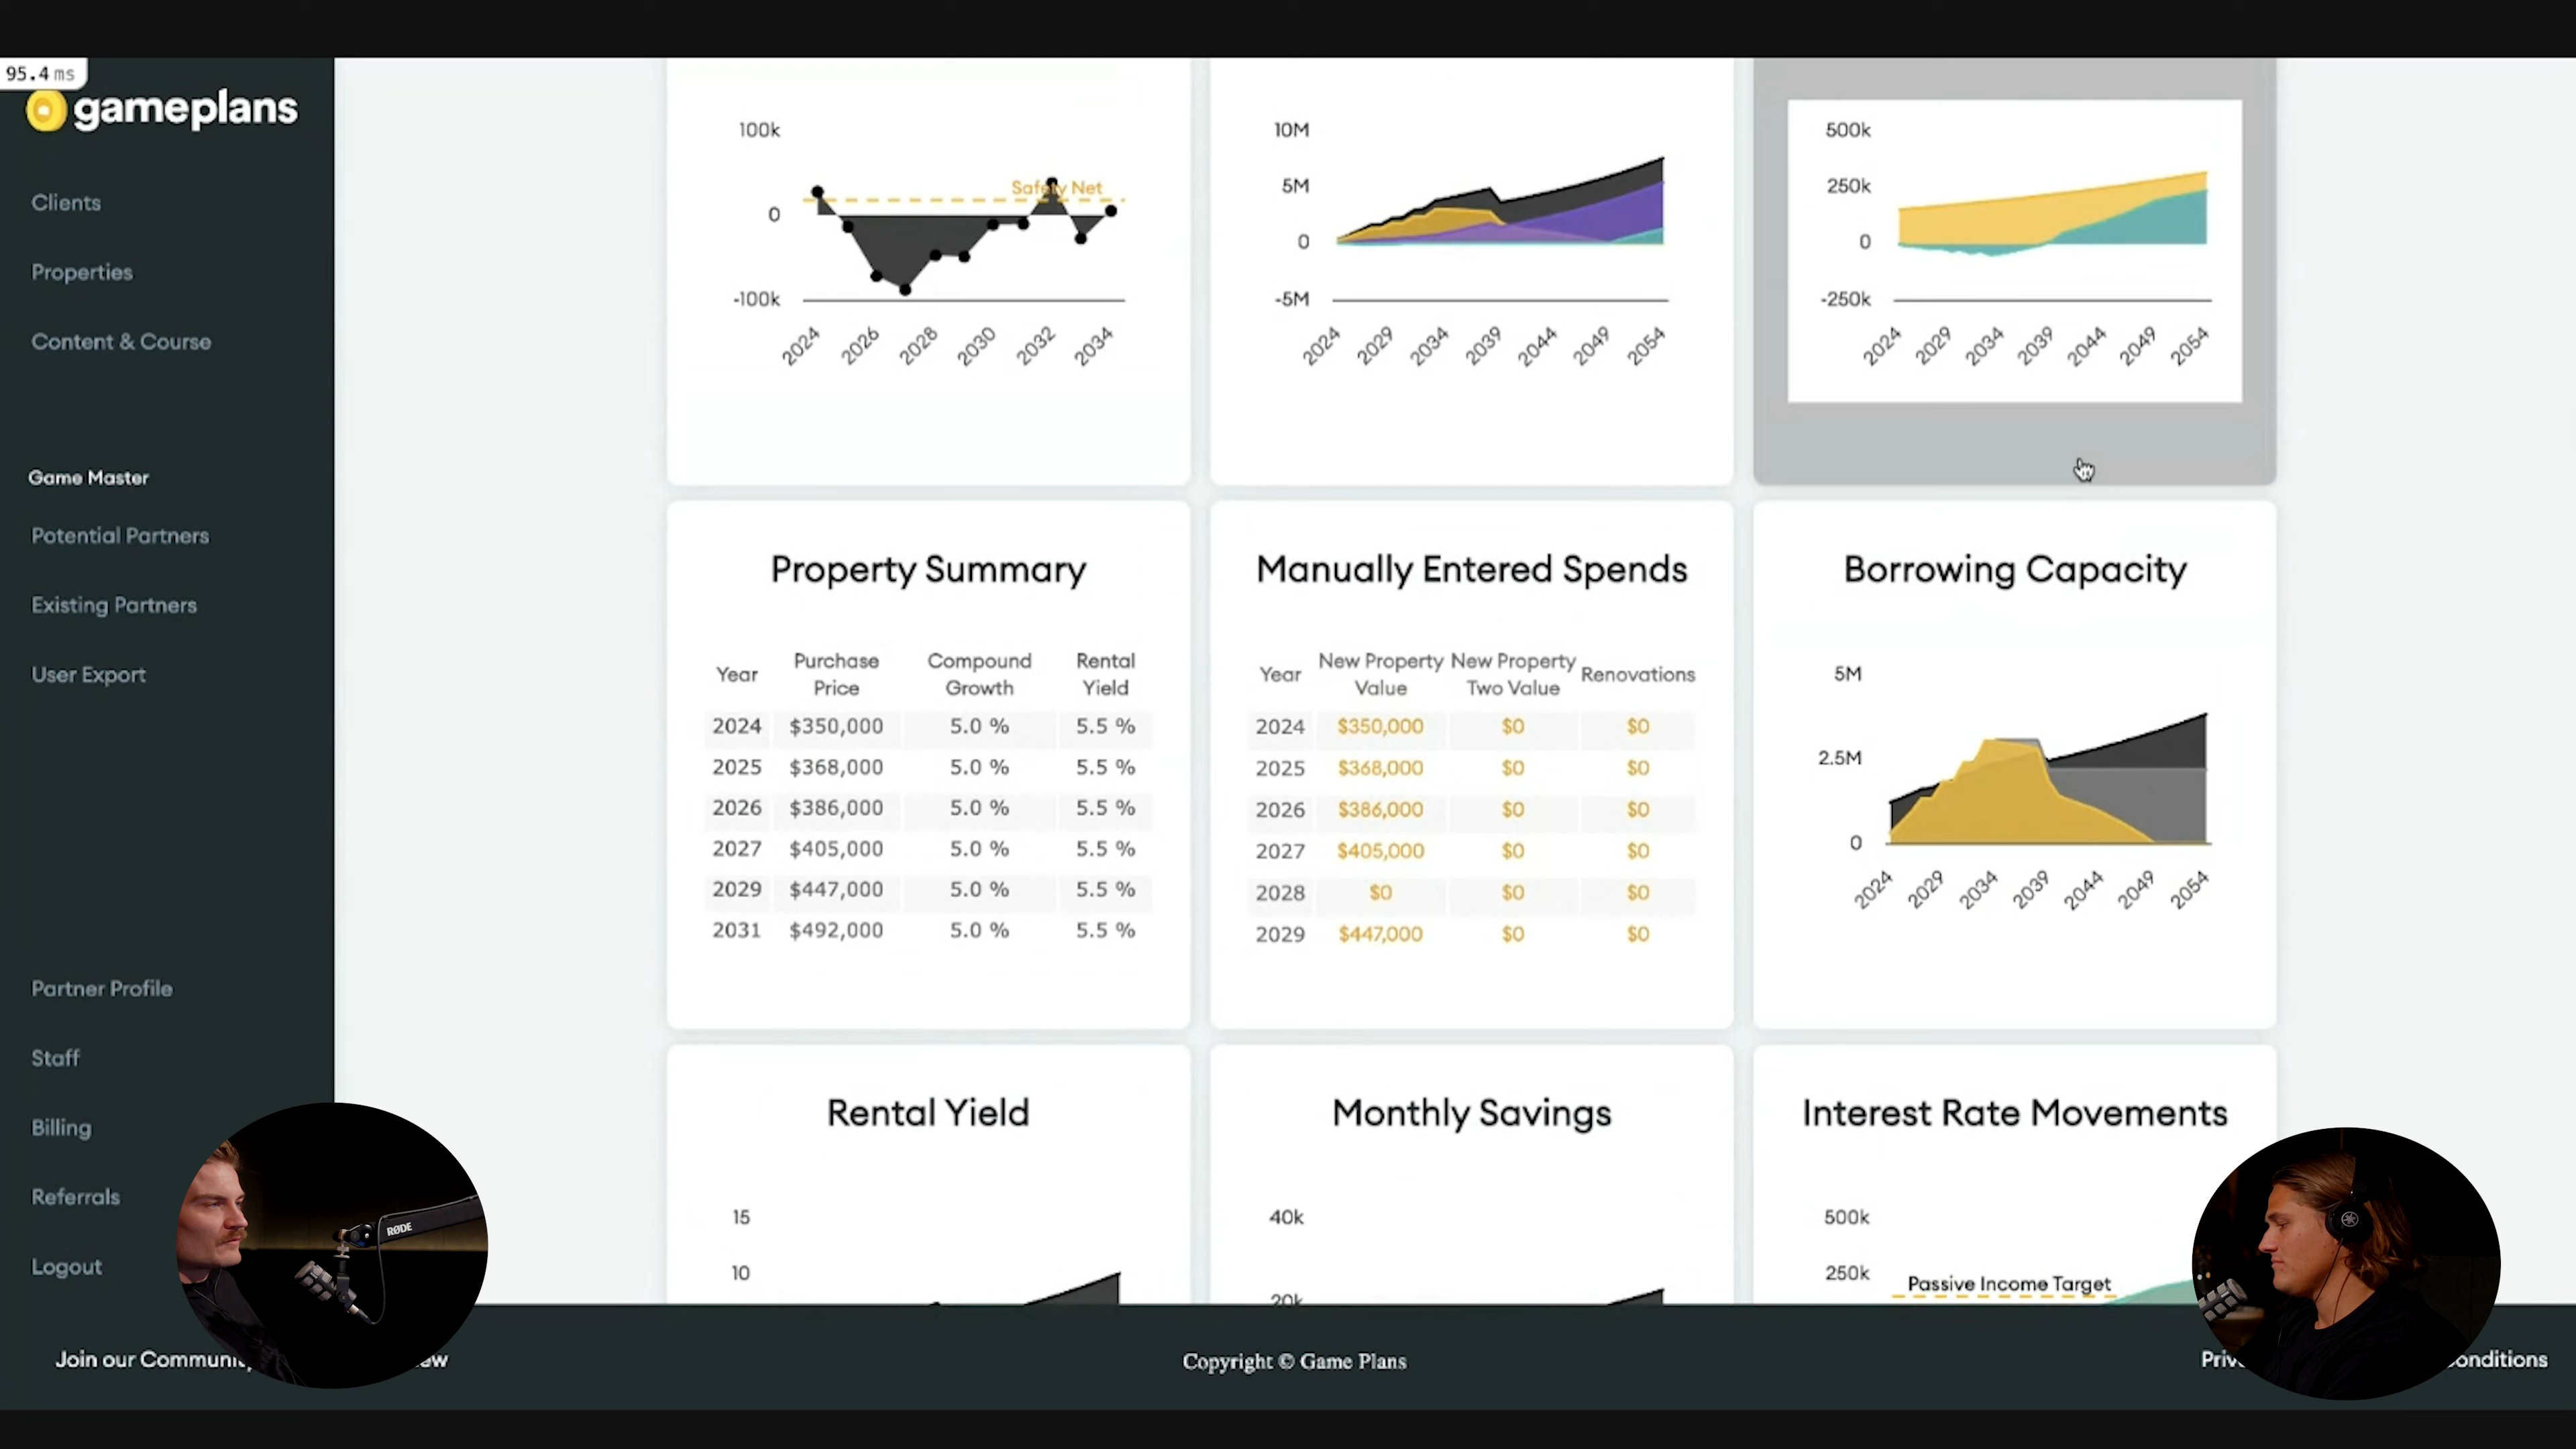 95.4 ms
gameplans
Clients
Properties
Content & Course
Game Master
Potential Partners
Existing Partners
User Export
Partner Profile
Staff
Billing
Referrals
Logout
100k
0
-100k
Safety Net
2024 2026 2028 2030 2032 2034
10M
5M
0
-5M
2024 2029 2034 2039 2044 2049 2054
500k
250k
0
-250k
2024 2029 2034 2039 2044 2049 2054
Property Summary
Year Purchase Price Compound Growth Rental Yield
2024 $350,000 5.0 % 5.5 %
2025 $368,000 5.0 % 5.5 %
2026 $386,000 5.0 % 5.5 %
2027 $405,000 5.0 % 5.5 %
2029 $447,000 5.0 % 5.5 %
2031 $492,000 5.0 % 5.5 %
Manually Entered Spends
Year New Property Value New Property Two Value Renovations
2024 $350,000 $0 $0
2025 $368,000 $0 $0
2026 $386,000 $0 $0
2027 $405,000 $0 $0
2028 $0 $0 $0
2029 $447,000 $0 $0
Borrowing Capacity
5M
2.5M
0
2024 2029 2034 2039 2044 2049 2054
Rental Yield
15
10
Monthly Savings
40k
20k
Interest Rate Movements
500k
250k
Passive Income Target
RØDE
Join our
Copyright © Game Plans